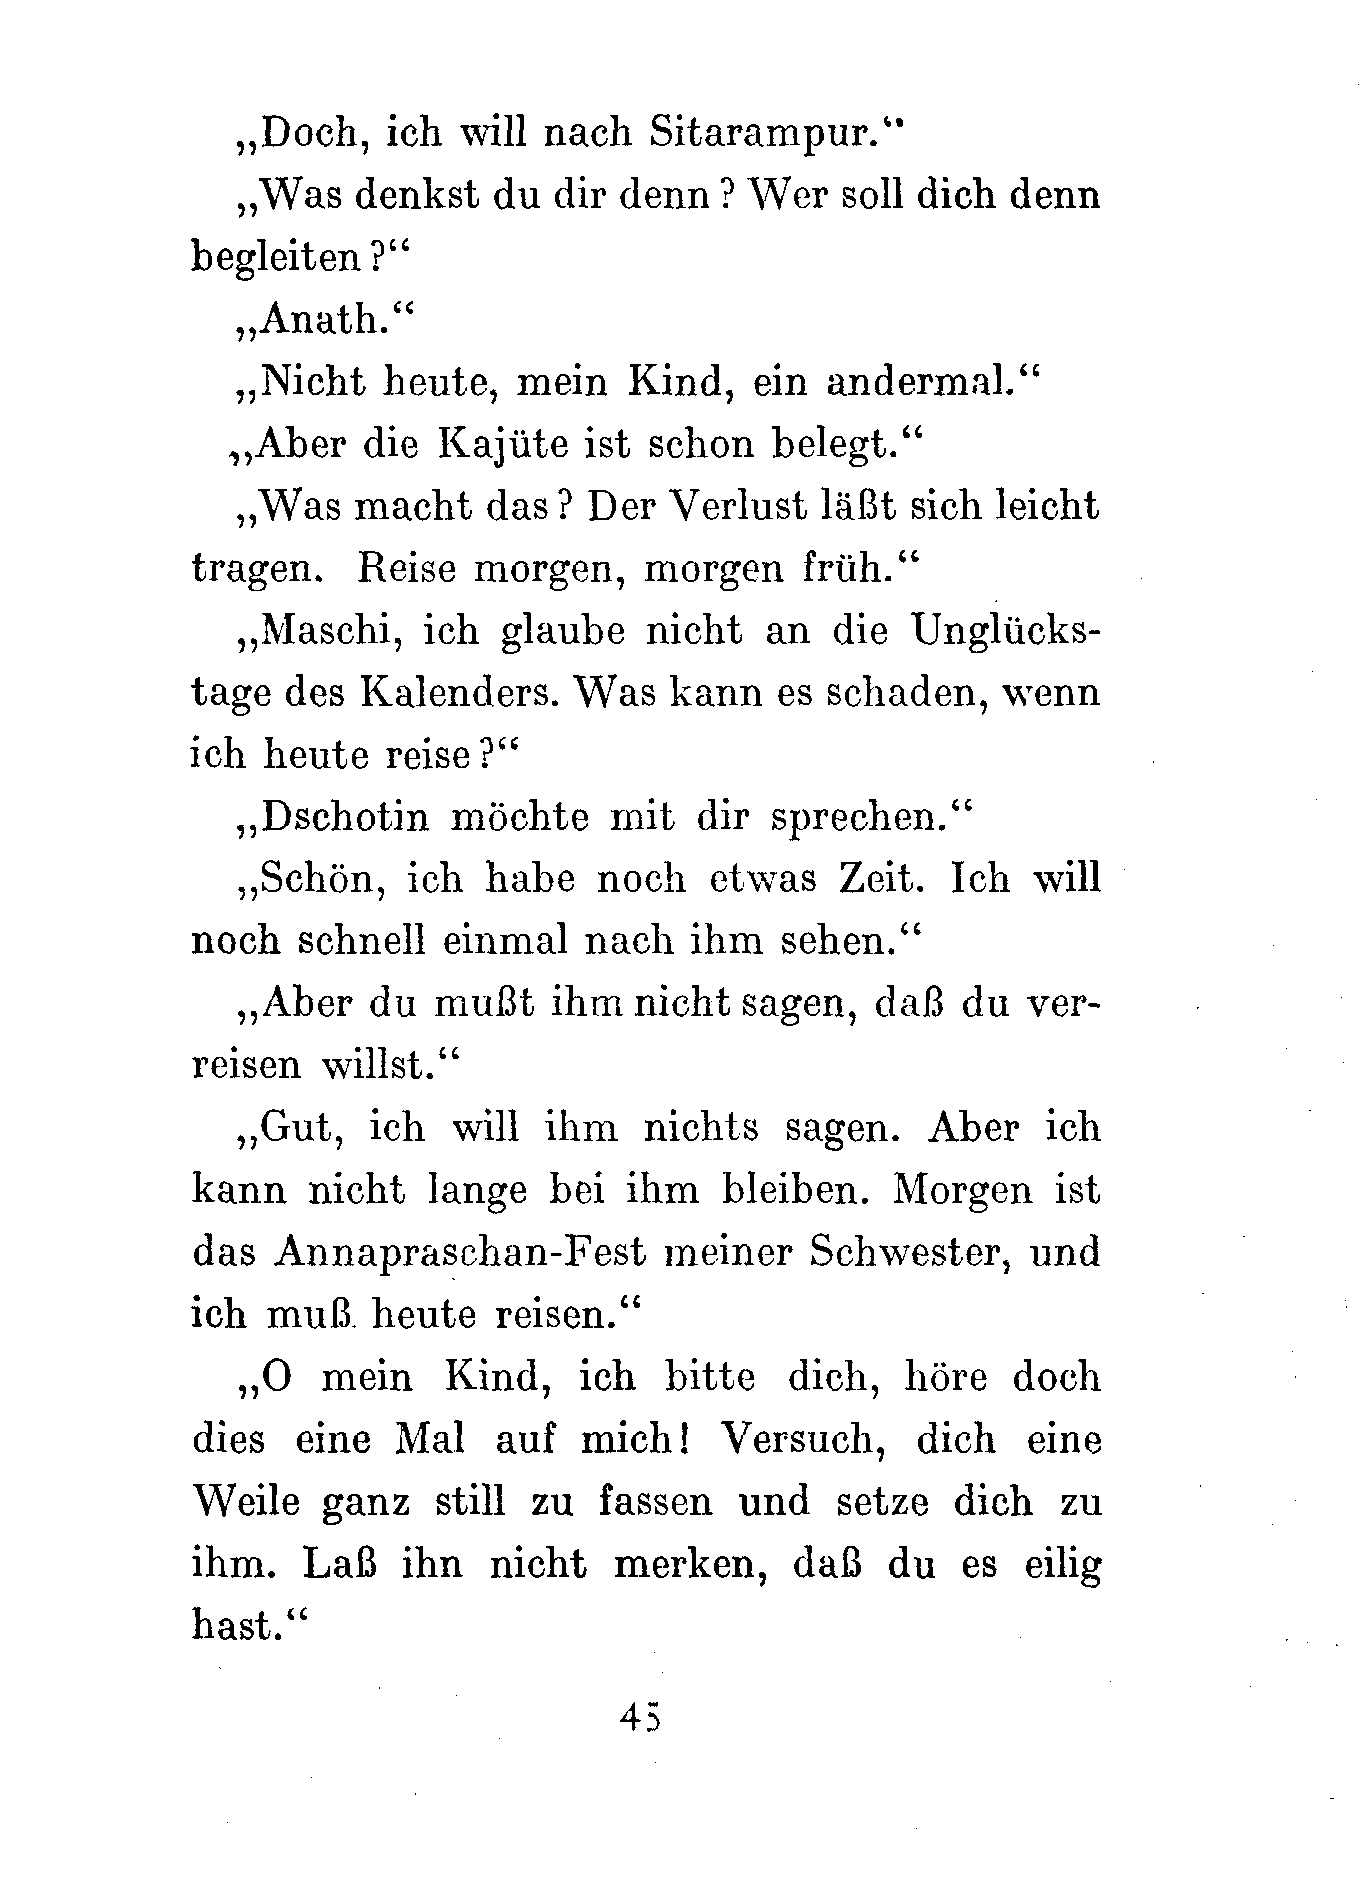 „Doch, ich will nach Sitarampur.“
„Was denkst du dir denn? Wer soll dich denn
begleiten?“
„Anath.“
„Nicht heute, mein Kind, ein andermal.“
„Aber die Kajüte ist schon belegt.“
„Was macht das? Der Verlust läßt sich leicht
tragen. Reise morgen, morgen früh.“
„Maschi, ich glaube nicht an die Unglücks-
tage des Kalenders. Was kann es schaden, wenn
ich heute reise?“
„Dschotin möchte mit dir sprechen.“
„Schön, ich habe noch etwas Zeit. Ich will
noch schnell einmal nach ihm sehen.“
„Aber du mußt ihm nicht sagen, daß du ver-
reisen willst.“
„Gut, ich will ihm nichts sagen. Aber ich
kann nicht lange bei ihm bleiben. Morgen ist
das Annapraschan-Fest meiner Schwester, und
ich muß heute reisen.“
„O mein Kind, ich bitte dich, höre doch
dies eine Mal auf mich! Versuch, dich eine
Weile ganz still zu fassen und setze dich zu
ihm. Laß ihn nicht merken, daß du es eilig
hast.“
45